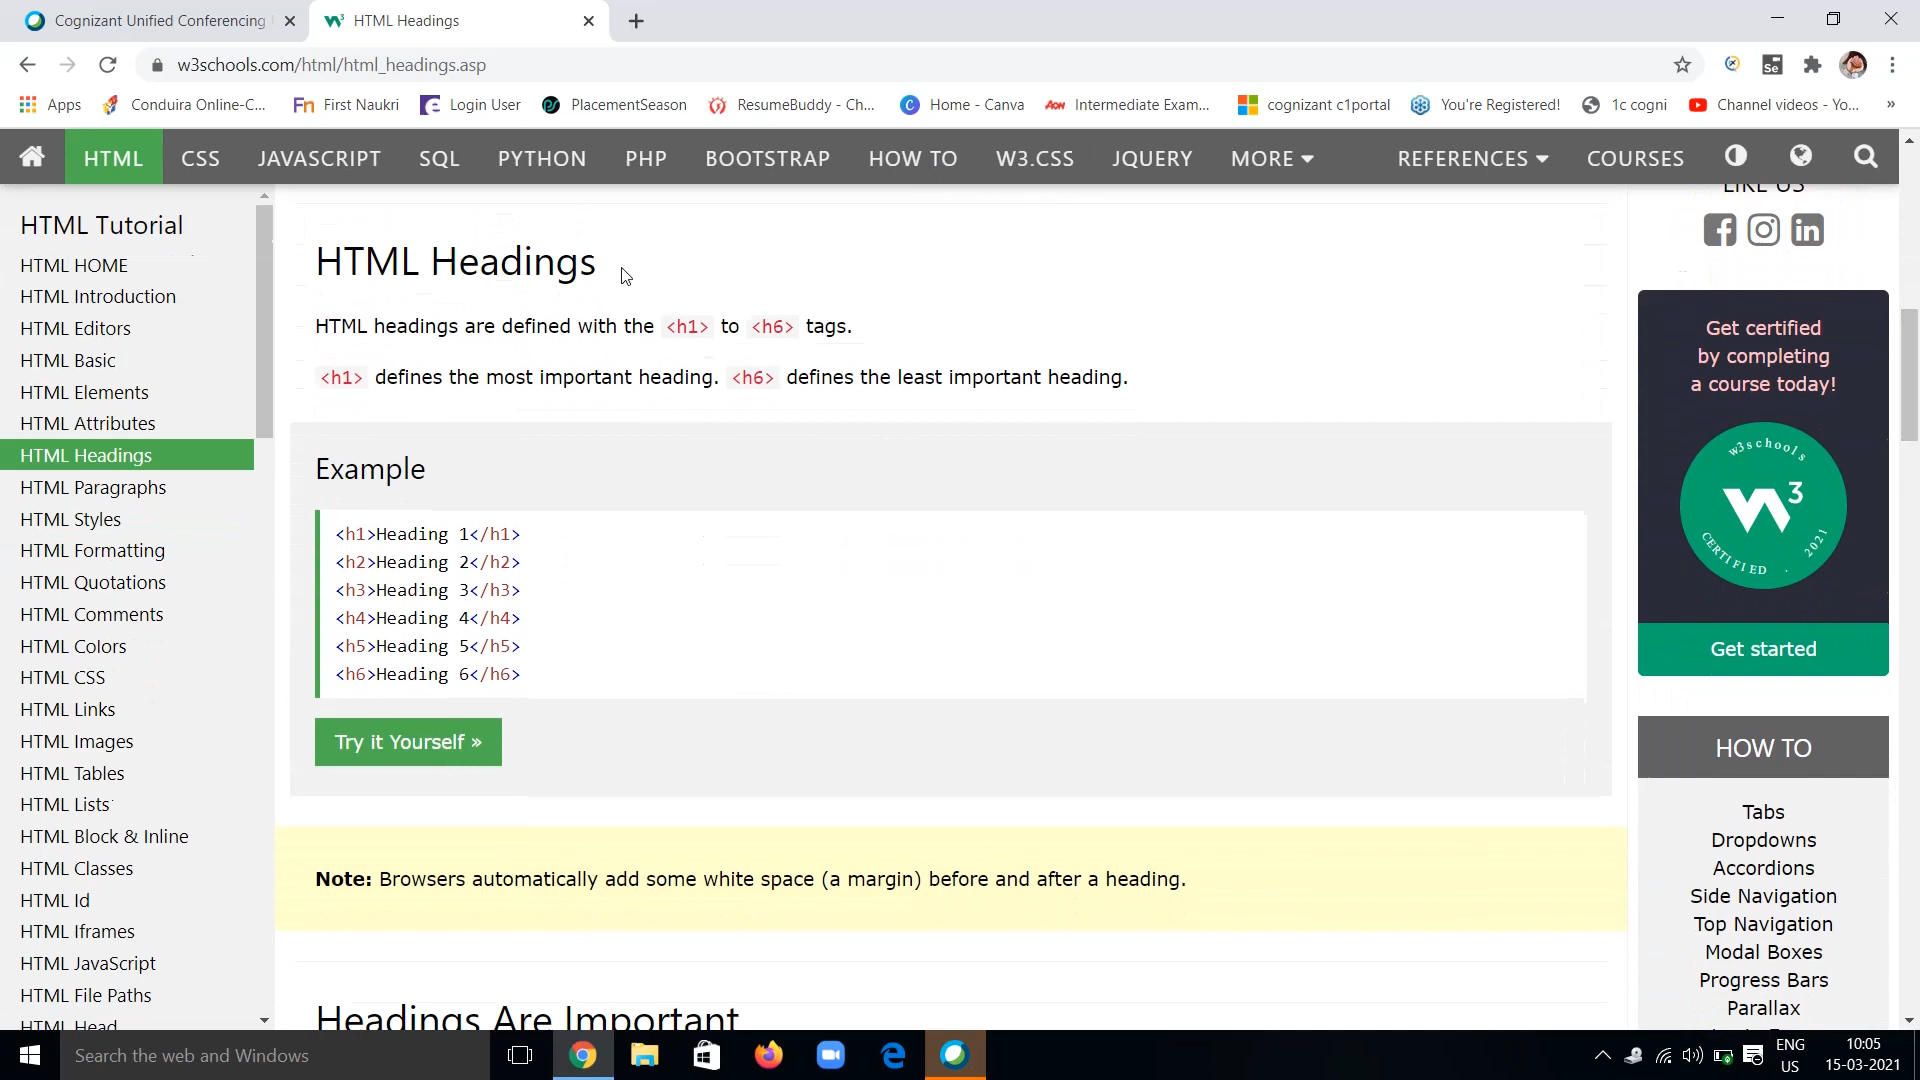 Cognizant Unified Conferencing
HTML Headings
w3schools.com/html/html_headings.asp
Apps
Conduira Online-C...
First Naukri
Login User
PlacementSeason
ResumeBuddy - Ch...
Home - Canva
Intermediate Exam...
cognizant c1portal
You're Registered!
1c cogni
Channel videos - Yo...
»
HTML
CSS
JAVASCRIPT
SQL
PYTHON
PHP
BOOTSTRAP
HOW TO
W3.CSS
JQUERY
MORE
REFERENCES
COURSES
HTML Tutorial
HTML HOME
HTML Introduction
HTML Editors
HTML Basic
HTML Elements
HTML Attributes
HTML Headings
HTML Paragraphs
HTML Styles
HTML Formatting
HTML Quotations
HTML Comments
HTML Colors
HTML CSS
HTML Links
HTML Images
HTML Tables
HTML Lists
HTML Block & Inline
HTML Classes
HTML Id
HTML Iframes
HTML JavaScript
HTML File Paths
HTML Head
HTML Headings
HTML headings are defined with the <h1> to <h6> tags.
<h1> defines the most important heading. <h6> defines the least important heading.
Example
<h1>Heading 1</h1>
<h2>Heading 2</h2>
<h3>Heading 3</h3>
<h4>Heading 4</h4>
<h5>Heading 5</h5>
<h6>Heading 6</h6>
Try it Yourself »
Note: Browsers automatically add some white space (a margin) before and after a heading.
Headings Are Important
LIKE US
Get certified
by completing
a course today!
w3schools
W3
CERTIFIED . 2021
Get started
HOW TO
Tabs
Dropdowns
Accordions
Side Navigation
Top Navigation
Modal Boxes
Progress Bars
Parallax
Search the web and Windows
ENG
US
10:05
15-03-2021